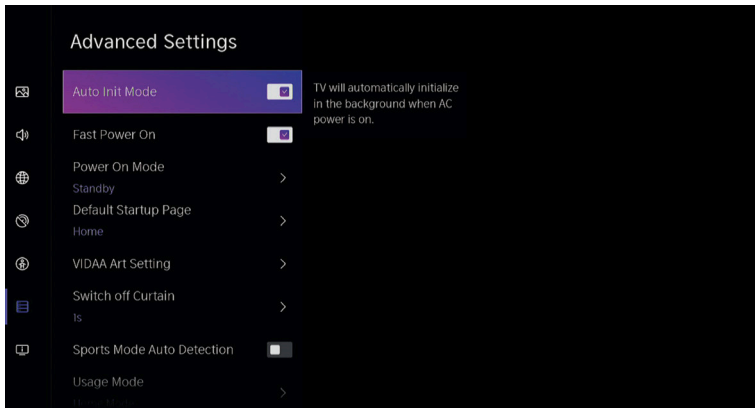 Advanced Settings
Auto Init Mode
TV will automatically initialize
in the background when AC
power is on.
Fast Power On
Power On Mode
Standby
Default Startup Page
Home
VIDAA Art Setting
Switch off Curtain
1s
Sports Mode Auto Detection
Usage Mode
Home Mode